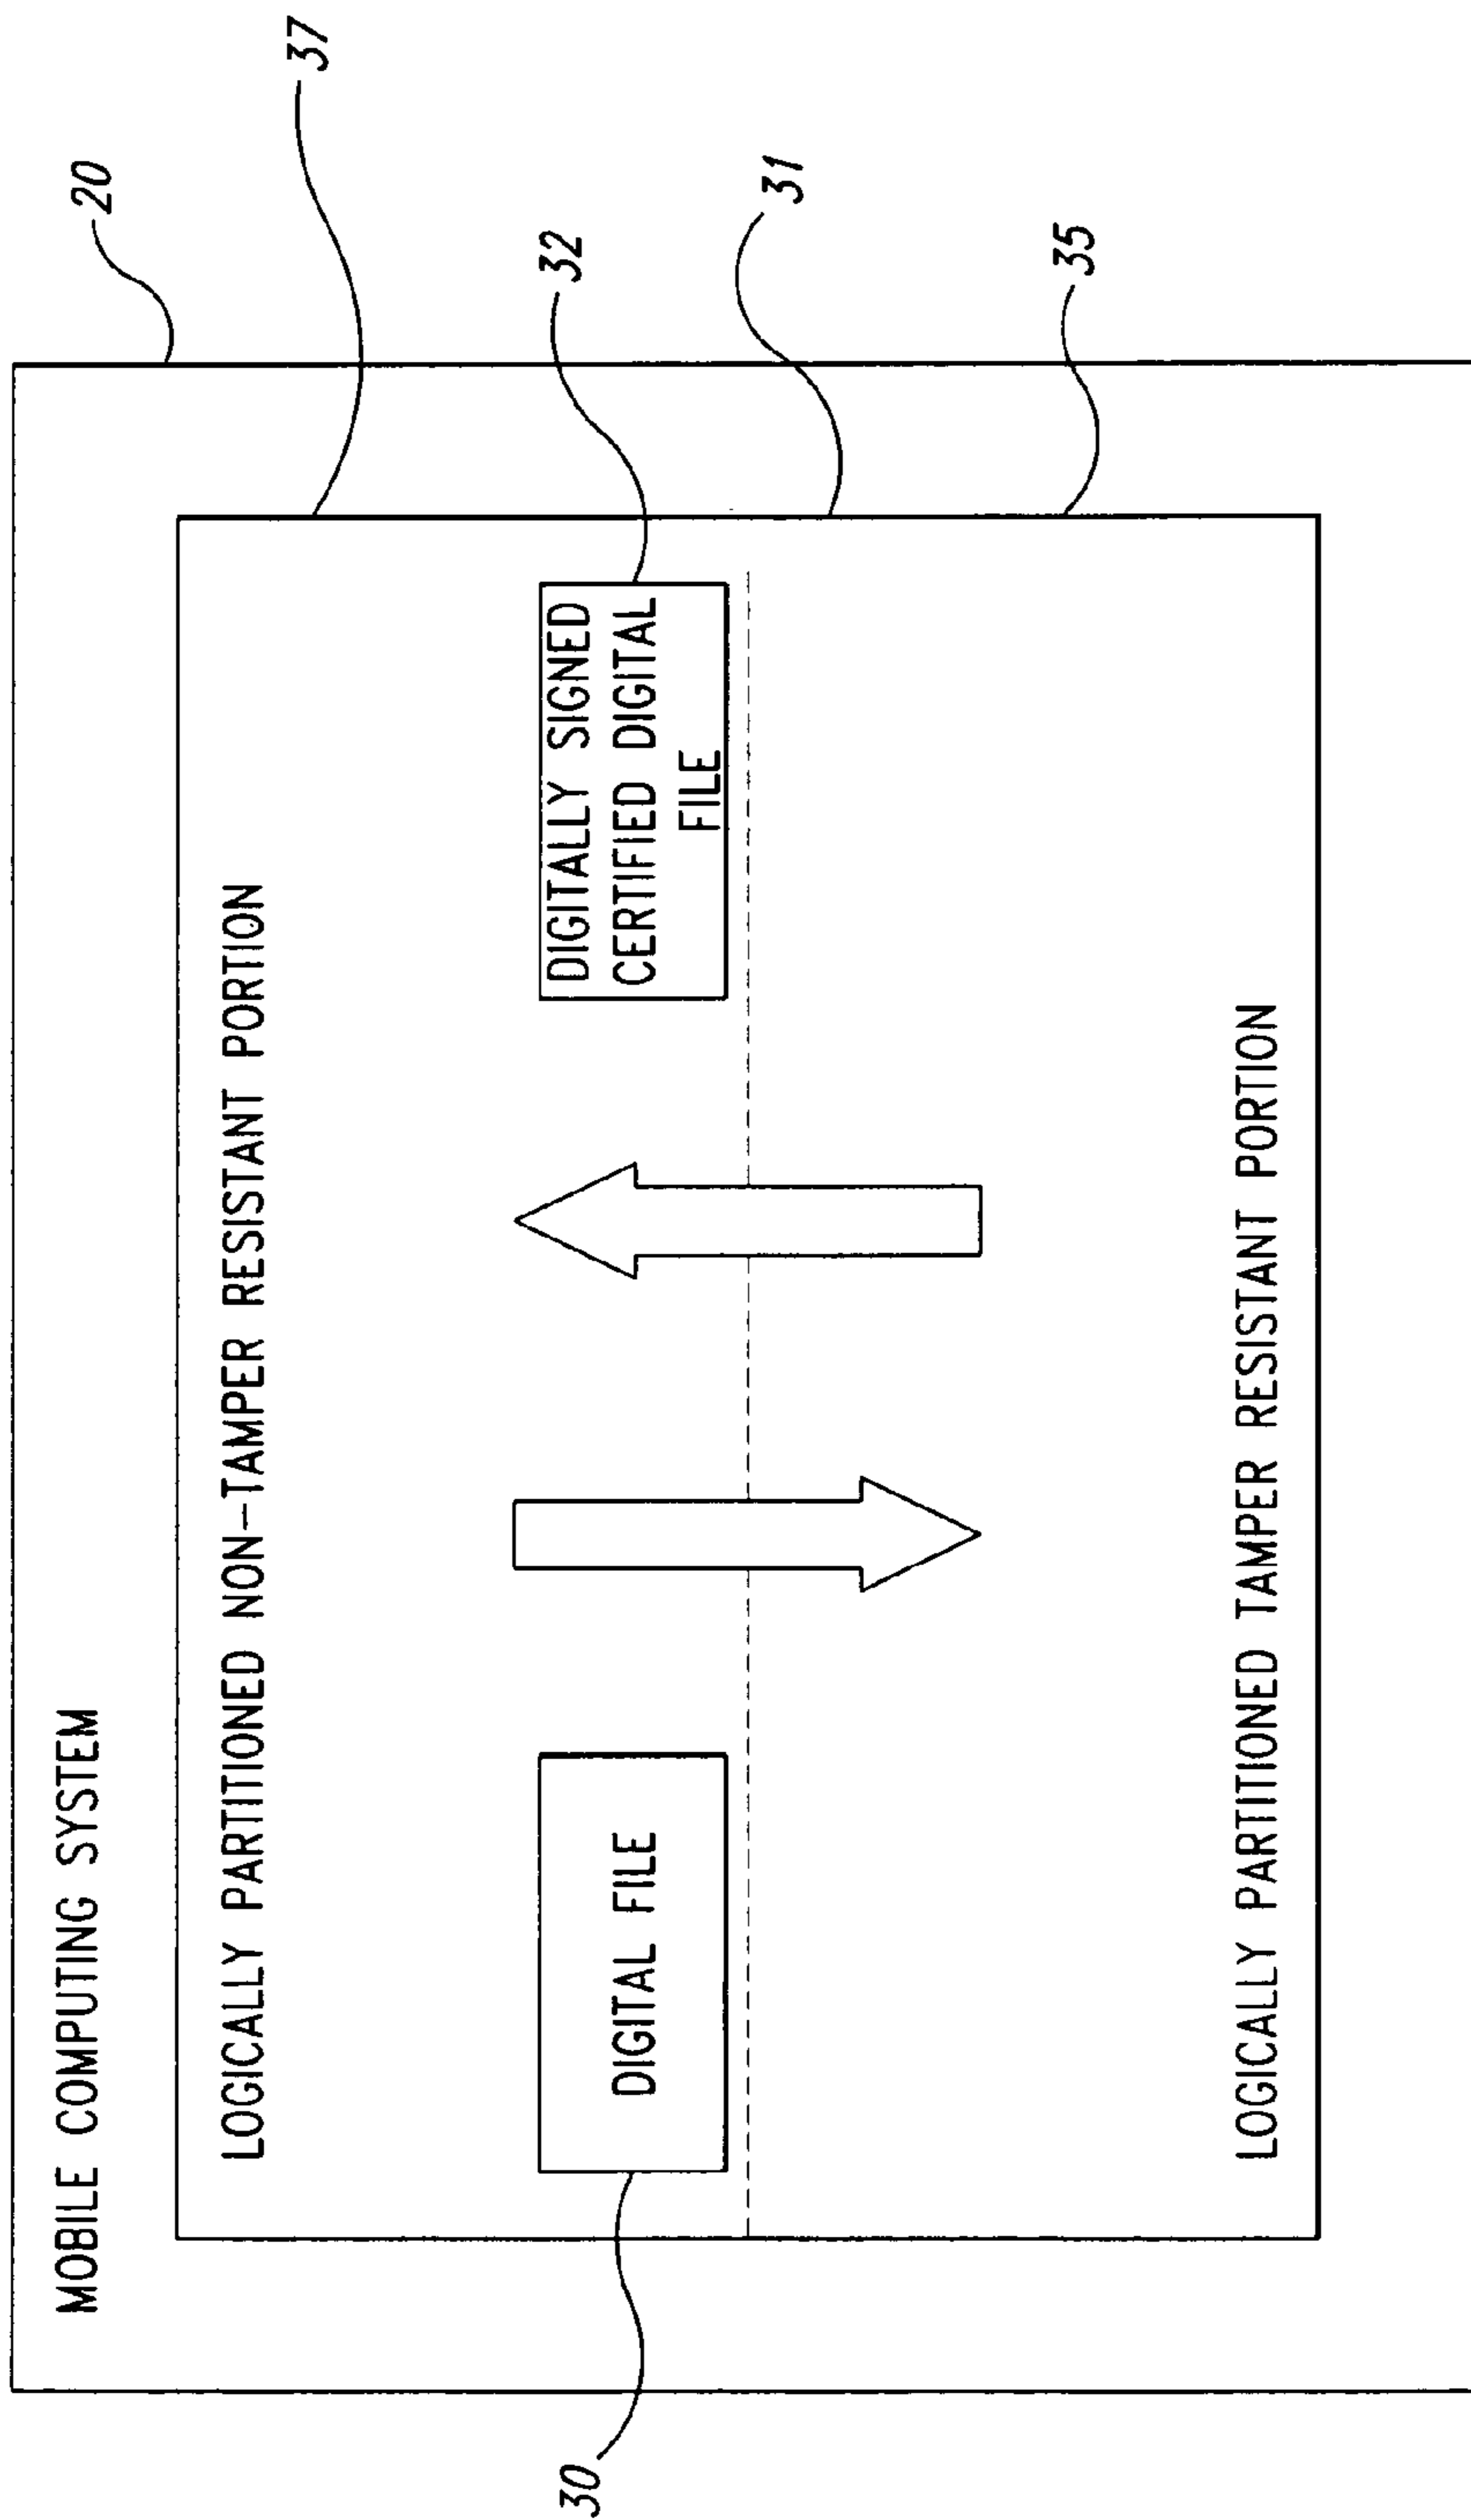 20
37
MOBILE COMPUTING SYSTEM
LOGICALLY PARTITIONED NON-TAMPER RESISTANT PORTION
32
30
DIGITAL FILE
DIGITALLY SIGNED
CERTIFIED DIGITAL
FILE
31
35
LOGICALLY PARTITIONED TAMPER RESISTANT PORTION